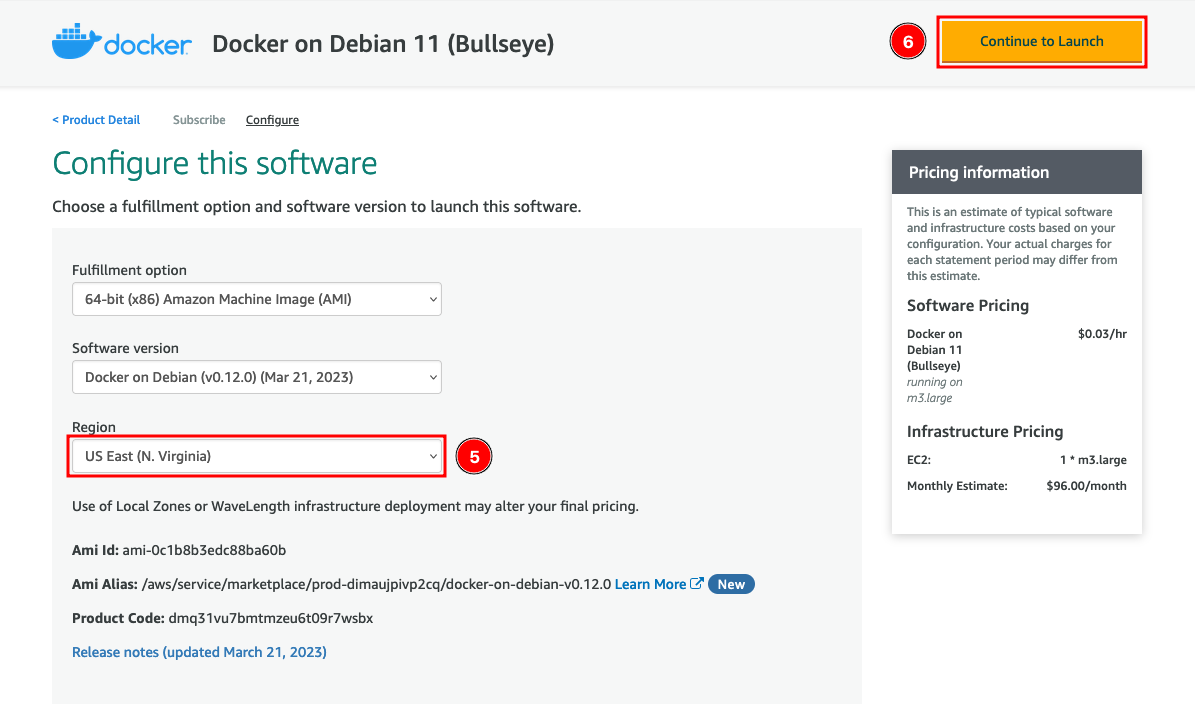 docker Docker on Debian 11 (Bullseye)
6
Continue to Launch
< Product Detail Subscribe Configure
Configure this software
Choose a fulfillment option and software version to launch this software.
Fulfillment option
64-bit (x86) Amazon Machine Image (AMI)
Software version
Docker on Debian (v0.12.0) (Mar 21, 2023)
Region
US East (N. Virginia)
5
Use of Local Zones or WaveLength infrastructure deployment may alter your final pricing.
Ami Id: ami-0c1b8b3edc88ba60b
Ami Alias: /aws/service/marketplace/prod-dimaujpivp2cq/docker-on-debian-v0.12.0 Learn More New
Product Code: dmq31vu7bmtmzeu6t09r7wsbx
Release notes (updated March 21, 2023)
Pricing information
This is an estimate of typical software
and infrastructure costs based on your
configuration. Your actual charges for
each statement period may differ from
this estimate.
Software Pricing
Docker on $0.03/hr
Debian 11
(Bullseye)
running on
m3.large
Infrastructure Pricing
EC2: 1 * m3.large
Monthly Estimate: $96.00/month